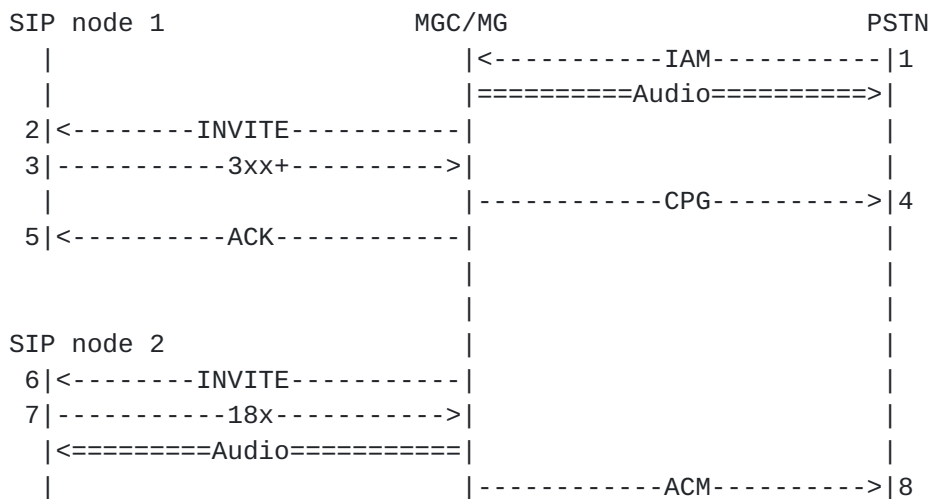 SIP node 1                MGC/MG                       PSTN
  |                          |<-----------IAM-----------|1
  |                          |==========Audio==========>|
 2|<--------INVITE-----------|                          |
 3|-----------3xx+---------->|                          |
  |                          |------------CPG---------->|4
 5|<----------ACK------------|                          |
                             |                          |
                             |                          |
SIP node 2                   |                          |
 6|<--------INVITE-----------|                          |
 7|-----------18x----------->|                          |
  |<=========Audio===========|                          |
  |                          |------------ACM---------->|8